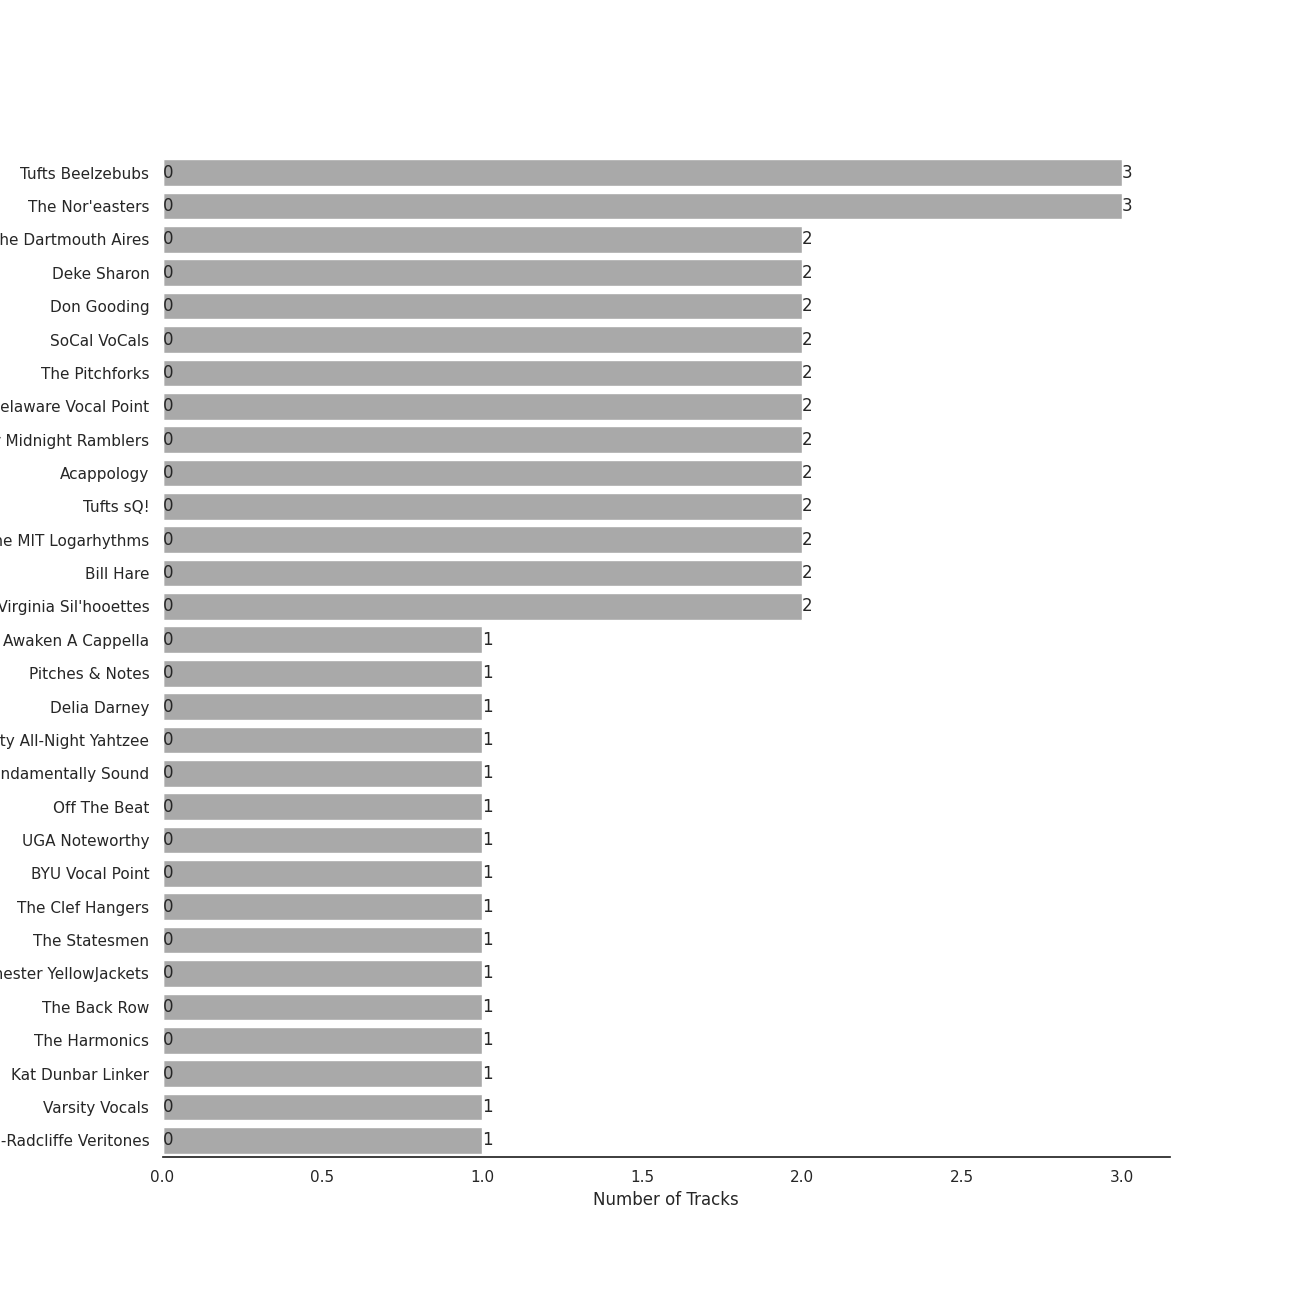 Tufts Beelzebubs 0 3
The Nor'easters 0 3
he Dartmouth Aires 0 2
Deke Sharon 0 2
Don Gooding 0 2
SoCal VoCals 0 2
The Pitchforks 0 2
elaware Vocal Point 0 2
Midnight Ramblers 0 2
Acappology 0 2
Tufts sQ! 0 2
ne MIT Logarhythms 0 2
Bill Hare 0 2
Virginia Sil'hooettes 0 2
Awaken A Cappella 0 1
Pitches & Notes 0 1
Delia Darney 0 1
ty All-Night Yahtzee 0 1
ndamentally Sound 0 1
Off The Beat 0 1
UGA Noteworthy 0 1
BYU Vocal Point 0 1
The Clef Hangers 0 1
The Statesmen 0 1
nester YellowJackets 0 1
The Back Row 0 1
The Harmonics 0 1
Kat Dunbar Linker 0 1
Varsity Vocals 0 1
-Radcliffe Veritones 0 1
0.0 0.5 1.0 1.5 2.0 2.5 3.0
Number of Tracks